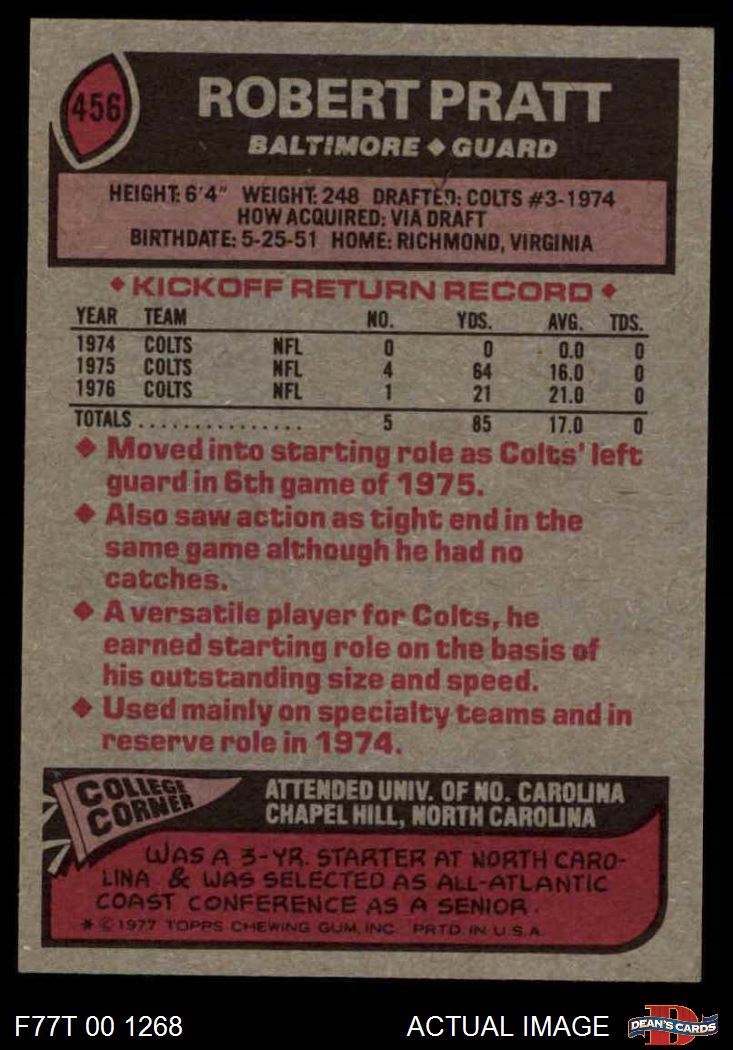 456
ROBERT PRATT
BALTIMORE ◆ GUARD
HEIGHT: 6'4" WEIGHT: 248 DRAFTED: COLTS #3-1974
HOW ACQUIRED: VIA DRAFT
BIRTHDATE: 5-25-51 HOME: RICHMOND, VIRGINIA
◆ KICKOFF RETURN RECORD ◆
YEAR TEAM NO. YDS. AVG. TDS.
1974 COLTS NFL 0 0 0.0 0
1975 COLTS NFL 4 64 16.0 0
1976 COLTS NFL 1 21 21.0 0
TOTALS............... 5 85 17.0 0
◆ Moved into starting role as Colts' left
guard in 6th game of 1975.
◆ Also saw action as tight end in the
same game although he had no
catches.
◆ A versatile player for Colts, he
earned starting role on the basis of
his outstanding size and speed.
◆ Used mainly on specialty teams and in
reserve role in 1974.
COLLEGE
CORNER
ATTENDED UNIV. OF NO. CAROLINA
CHAPEL HILL, NORTH CAROLINA
WAS A 3-YR. STARTER AT NORTH CARO-
LINA & WAS SELECTED AS ALL-ATLANTIC
COAST CONFERENCE AS A SENIOR.
* © 1977 TOPPS CHEWING GUM, INC. PRTD IN U.S.A.
F77T 00 1268
ACTUAL IMAGE
D
DEAN'S CARDS